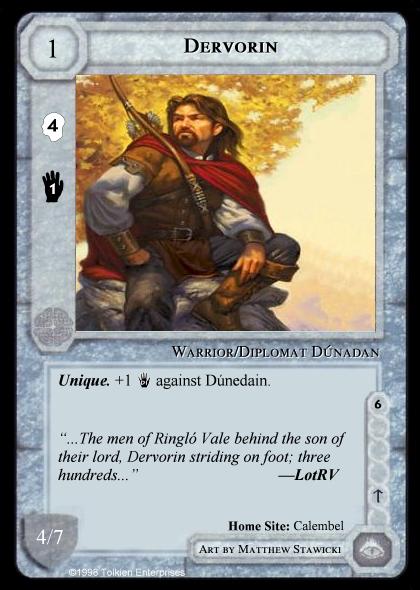 1
DERVORIN
4
1
WARRIOR/DIPLOMAT DÚNADAN
Unique. +1 against Dúnedain.
6
“...The men of Ringló Vale behind the son of
their lord, Dervorin striding on foot; three
hundreds...” —LotRV
Home Site: Calembel
4/7
ART BY MATTHEW STAWICKI
©1998 Tolkien Enterprises